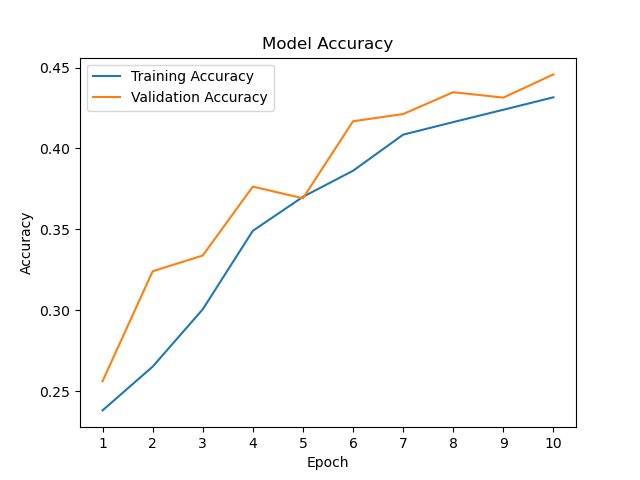 Model Accuracy
Training Accuracy
Validation Accuracy
0.45
0.40
0.35
0.30
0.25
Accuracy
1 2 3 4 5 6 7 8 9 10
Epoch